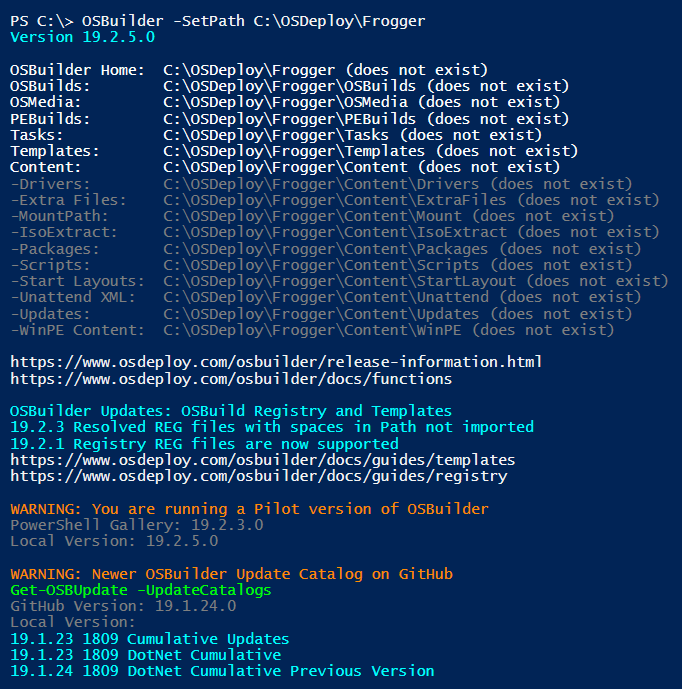 PS C:\> OSBuilder -SetPath C:\OSDeploy\Frogger
Version 19.2.5.0
OSBuilder Home: C:\OSDeploy\Frogger (does not exist)
OSBuilds: C:\OSDeploy\Frogger\OSBuilds (does not exist)
OSMedia: C:\OSDeploy\Frogger\OSMedia (does not exist)
PEBuilds: C:\OSDeploy\Frogger\PEBuilds (does not exist)
Tasks: C:\OSDeploy\Frogger\Tasks (does not exist)
Templates: C:\OSDeploy\Frogger\Templates (does not exist)
Content: C:\OSDeploy\Frogger\Content (does not exist)
-Drivers: C:\OSDeploy\Frogger\Content\Drivers (does not exist)
-Extra Files: C:\OSDeploy\Frogger\Content\ExtraFiles (does not exist)
-MountPath: C:\OSDeploy\Frogger\Content\Mount (does not exist)
-IsoExtract: C:\OSDeploy\Frogger\Content\IsoExtract (does not exist)
-Packages: C:\OSDeploy\Frogger\Content\Packages (does not exist)
-Scripts: C:\OSDeploy\Frogger\Content\Scripts (does not exist)
-Start Layouts: C:\OSDeploy\Frogger\Content\StartLayout (does not exist)
-Unattend XML: C:\OSDeploy\Frogger\Content\Unattend (does not exist)
-Updates: C:\OSDeploy\Frogger\Content\Updates (does not exist)
-WinPE Content: C:\OSDeploy\Frogger\Content\WinPE (does not exist)
https://www.osdeploy.com/osbuilder/release-information.html
https://www.osdeploy.com/osbuilder/docs/functions
OSBuilder Updates: OSBuild Registry and Templates
19.2.3 Resolved REG files with spaces in Path not imported
19.2.1 Registry REG files are now supported
https://www.osdeploy.com/osbuilder/docs/guides/templates
https://www.osdeploy.com/osbuilder/docs/guides/registry
WARNING: You are running a Pilot version of OSBuilder
PowerShell Gallery: 19.2.3.0
Local Version: 19.2.5.0
WARNING: Newer OSBuilder Update Catalog on GitHub
Get-OSBUpdate -UpdateCatalogs
GitHub Version: 19.1.24.0
Local Version:
19.1.23 1809 Cumulative Updates
19.1.23 1809 DotNet Cumulative
19.1.24 1809 DotNet Cumulative Previous Version